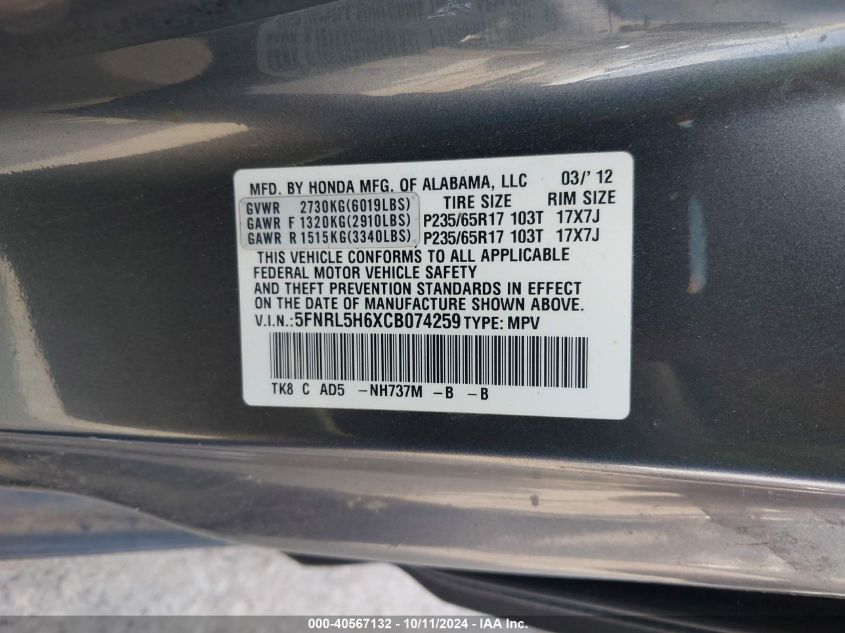 MFD. BY HONDA MFG. OF ALABAMA, LLC 03/' 12
GVWR 2730KG(6019LBS) TIRE SIZE RIM SIZE
GAWR F 1320KG(2910LBS) P235/65R17 103T 17X7J
GAWR R 1515KG(3340LBS) P235/65R17 103T 17X7J
THIS VEHICLE CONFORMS TO ALL APPLICABLE
FEDERAL MOTOR VEHICLE SAFETY
AND THEFT PREVENTION STANDARDS IN EFFECT
ON THE DATE OF MANUFACTURE SHOWN ABOVE.
V.I.N.:5FNRL5H6XCB074259 TYPE: MPV
TK8 C AD5 -NH737M -B -B
000-40567132 - 10/11/2024 - IAA Inc.